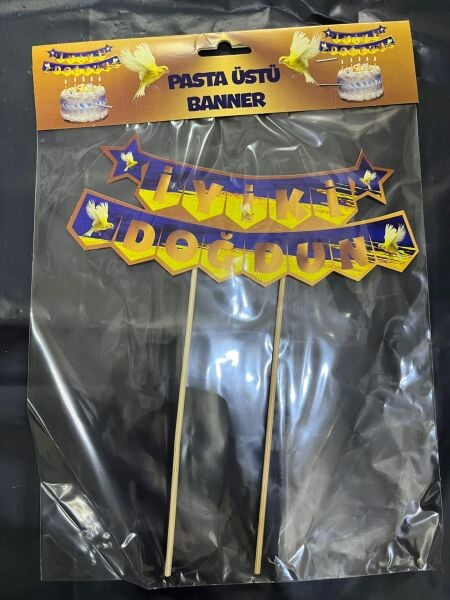 PASTA ÜSTÜ
BANNER
İYİKİ
DOĞDUN